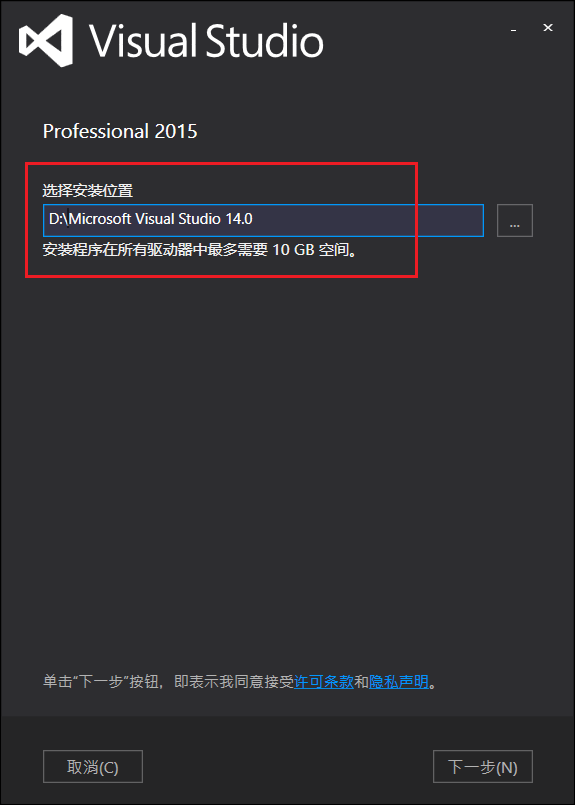 Visual Studio
Professional 2015
选择安装位置
D:\Microsoft Visual Studio 14.0
...
安装程序在所有驱动器中最多需要 10 GB 空间。
单击"下一步"按钮，即表示我同意接受许可条款和隐私声明。
取消(C)
下一步(N)